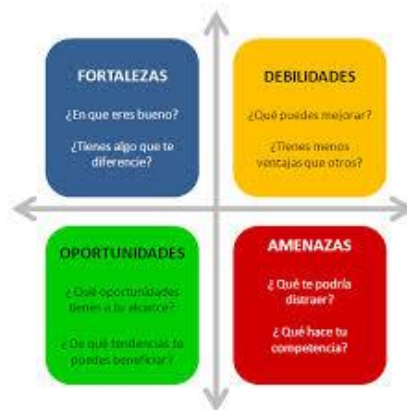 FORTALEZAS
¿En que eres bueno?
¿Tienes algo que te
diferencie?
DEBILIDADES
¿Qué puedes mejorar?
¿Tienes menos
ventajas que otros?
OPORTUNIDADES
¿Qué oportunidades
tienes a tu alcance?
¿De qué tendencias te
puedes beneficiar?
AMENAZAS
¿Qué te podría
distraer?
¿Qué hace tu
competencia?